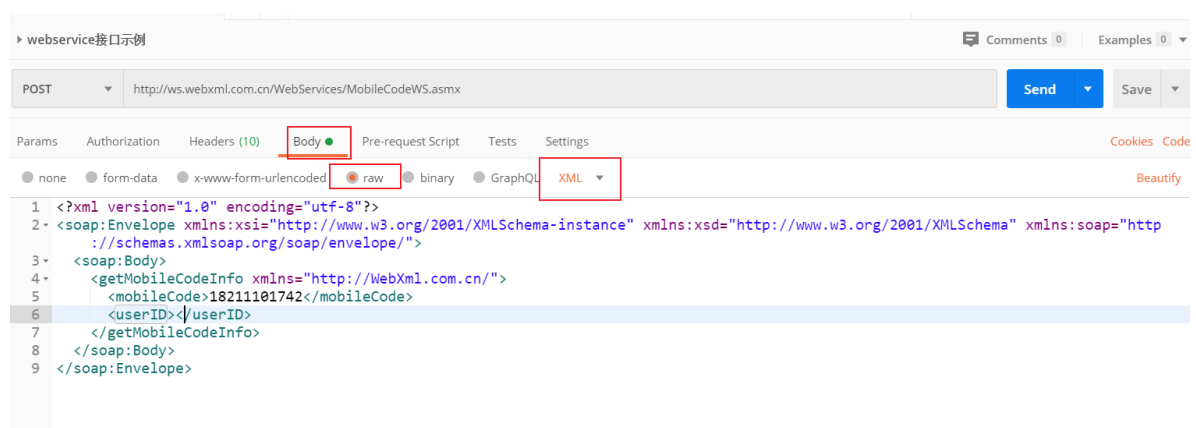 webservice接口示例 Comments 0 Examples 0
POST http://ws.webxml.com.cn/WebServices/MobileCodeWS.asmx Send Save
Params Authorization Headers (10) Body Pre-request Script Tests Settings Cookies Code
none form-data x-www-form-urlencoded raw binary GraphQL XML Beautify
1 <?xml version="1.0" encoding="utf-8"?>
2 <soap:Envelope xmlns:xsi="http://www.w3.org/2001/XMLSchema-instance" xmlns:xsd="http://www.w3.org/2001/XMLSchema" xmlns:soap="http
://schemas.xmlsoap.org/soap/envelope/">
3 <soap:Body>
4 <getMobileCodeInfo xmlns="http://WebXml.com.cn/">
5 <mobileCode>18211101742</mobileCode>
6 <userID></userID>
7 </getMobileCodeInfo>
8 </soap:Body>
9 </soap:Envelope>